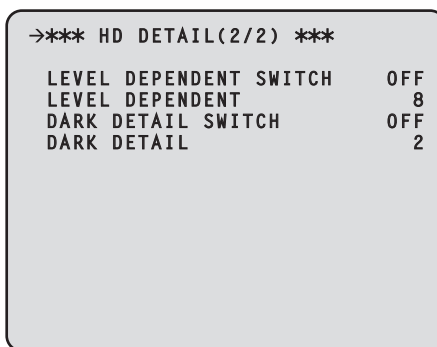 →*** HD DETAIL(2/2) ***
LEVEL DEPENDENT SWITCH OFF
LEVEL DEPENDENT 8
DARK DETAIL SWITCH OFF
DARK DETAIL 2